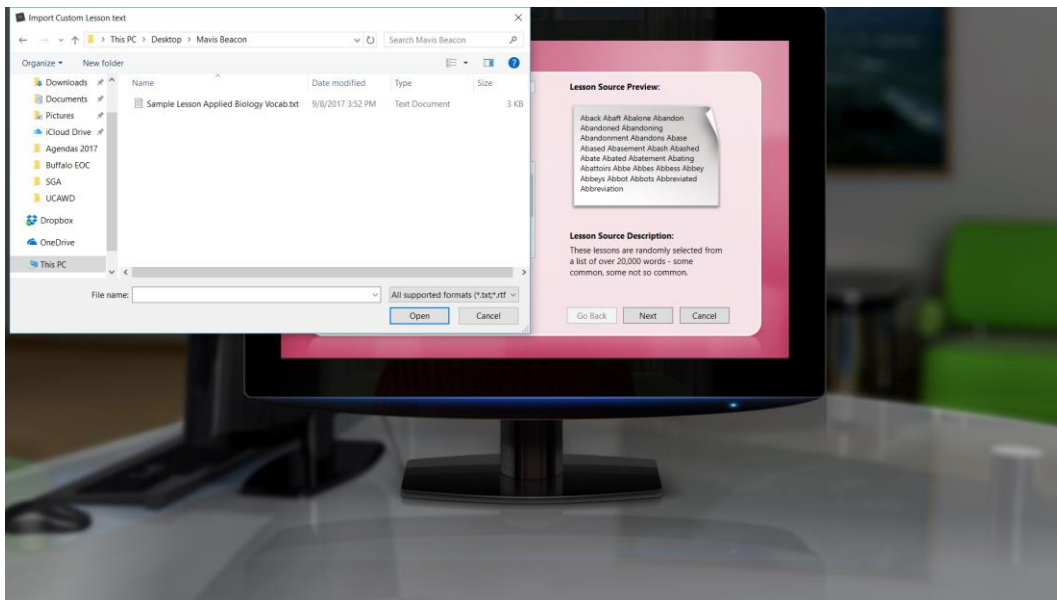 Import Custom Lesson text
This PC > Desktop > Mavis Beacon
Search Mavis Beacon
Organize
New folder
Name
Date modified
Type
Size
Downloads
Documents
Pictures
iCloud Drive
Agendas 2017
Buffalo EOC
SGA
UCAWD
Dropbox
OneDrive
This PC
Sample Lesson Applied Biology Vocab.txt 9/8/2017 3:52 PM Text Document 3 KB
File name:
All supported formats (*.txt;*.rtf
Open
Cancel
Lesson Source Preview:
Aback Abaft Abalone Abandon
Abandoned Abandoning
Abandonment Abandons Abase
Abased Abasement Abash Abashed
Abate Abated Abatement Abating
Abattoirs Abbe Abbes Abbess Abbey
Abbeys Abbot Abbots Abbreviated
Abbreviation
Lesson Source Description:
These lessons are randomly selected from
a list of over 20,000 words - some
common, some not so common.
Go Back
Next
Cancel